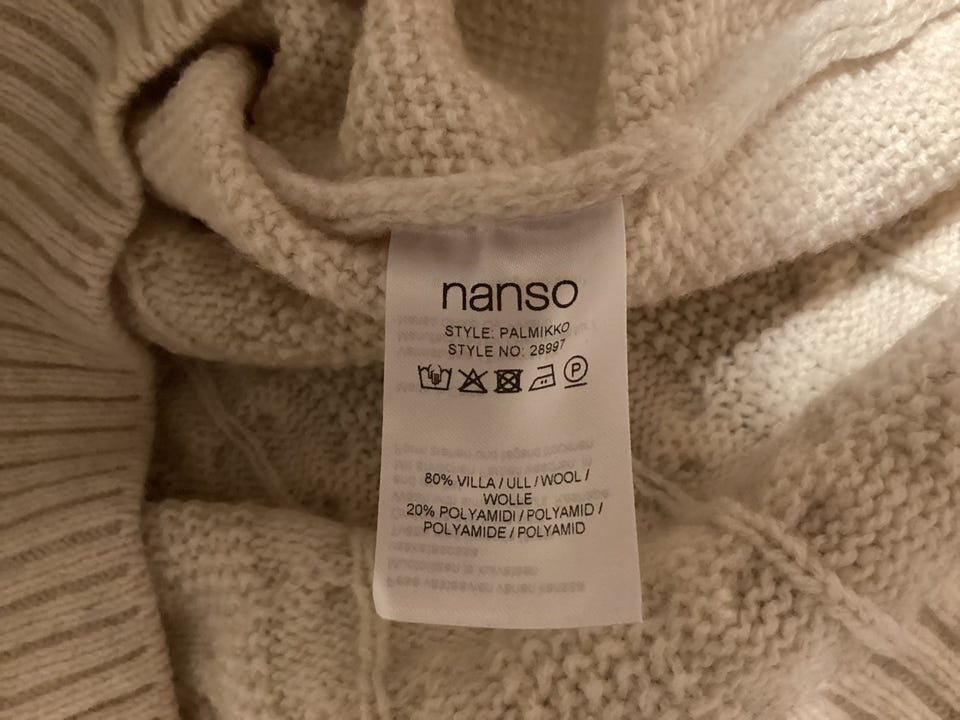 nanso
STYLE: PALMIKKO
STYLE NO: 28997
P
80% VILLA / ULL / WOOL /
WOLLE
20% POLYAMIDI / POLYAMID /
POLYAMIDE / POLYAMID